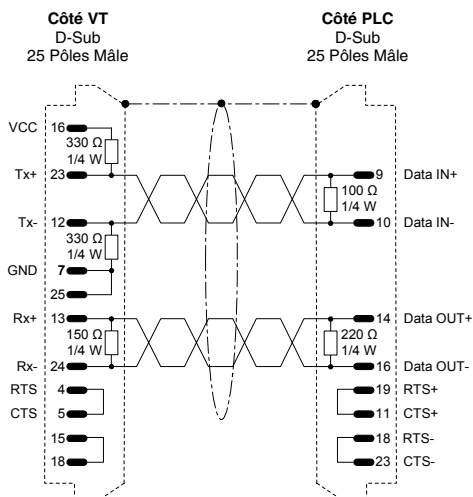 Côté VT
D-Sub
25 Pôles Mâle
Côté PLC
D-Sub
25 Pôles Mâle
VCC 16
330 Ω
1/4 W
Tx+ 23
9 Data IN+
100 Ω
1/4 W
Tx- 12
10 Data IN-
330 Ω
1/4 W
GND 7
25
Rx+ 13
14 Data OUT+
150 Ω
1/4 W
220 Ω
1/4 W
Rx- 24
16 Data OUT-
RTS 4
19 RTS+
CTS 5
11 CTS+
15
18 RTS-
18
23 CTS-